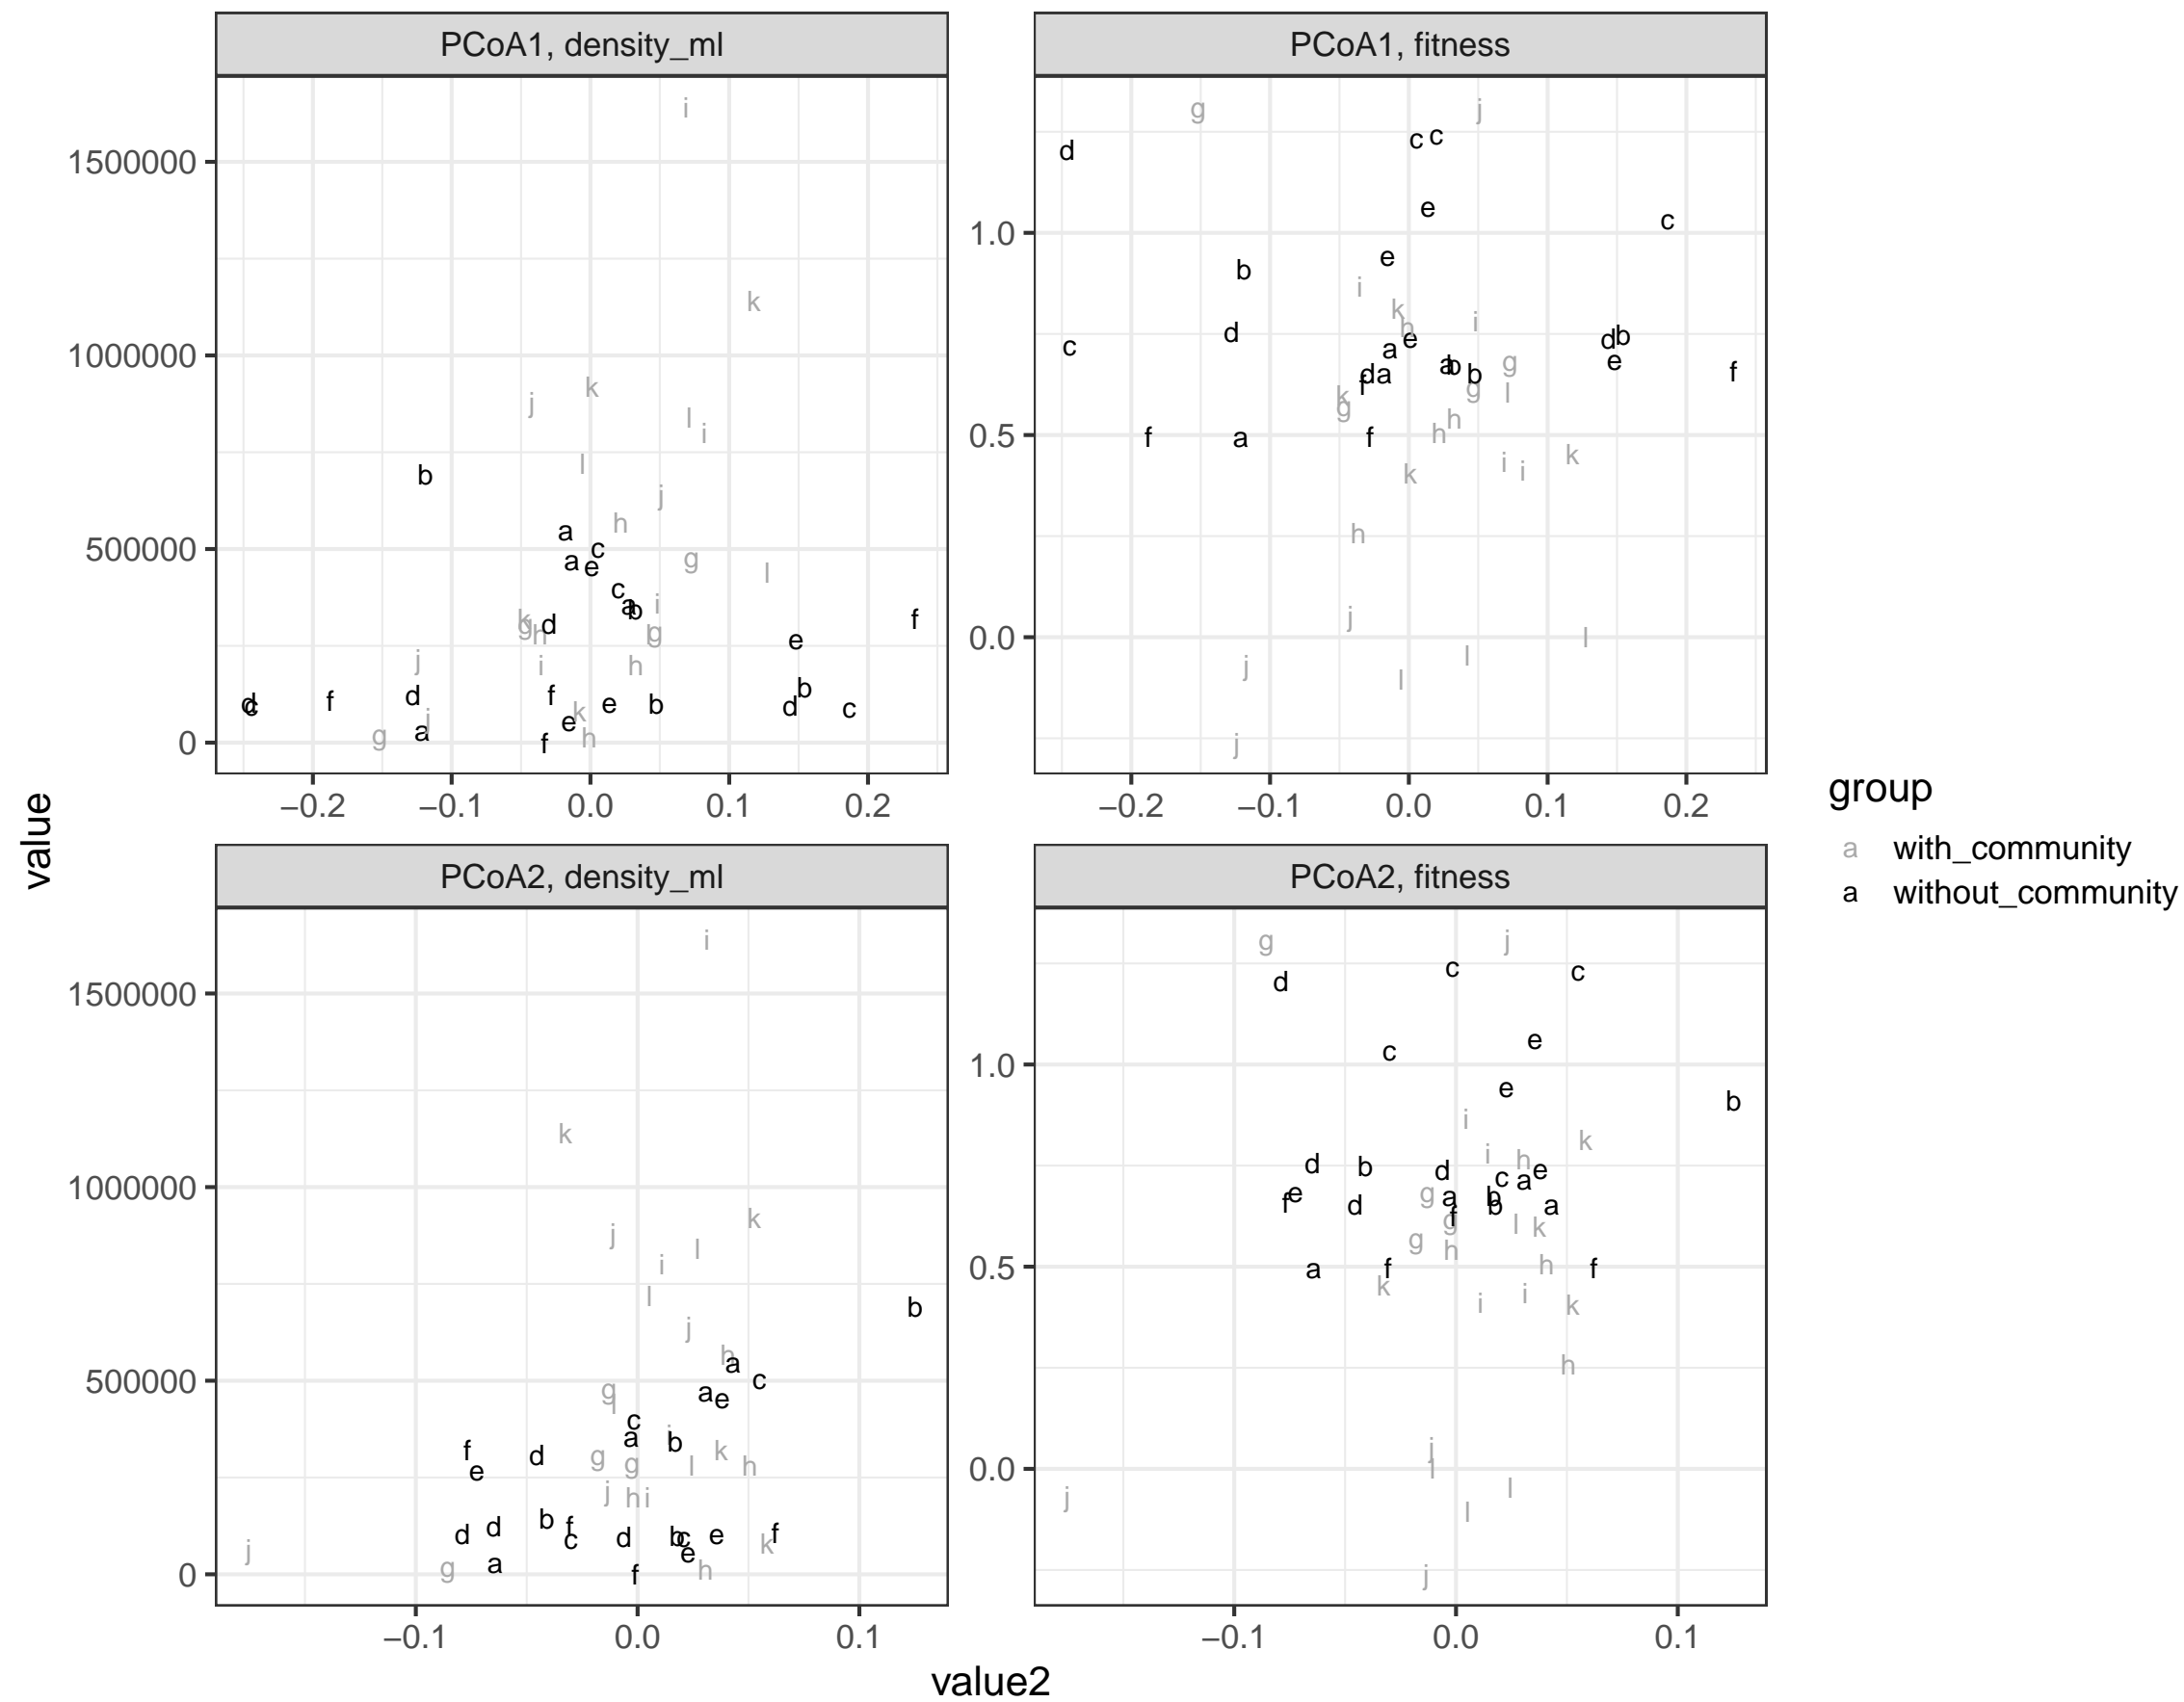 PCoA1, density_ml
PCoA1, fitness
1500000
1000000
500000
0
1.0
0.5
0.0
−0.2 −0.1 0.0 0.1 0.2
−0.2 −0.1 0.0 0.1 0.2
PCoA2, density_ml
PCoA2, fitness
1500000
1000000
500000
0
1.0
0.5
0.0
−0.1 0.0 0.1
−0.1 0.0 0.1
value
value2
group
a with_community
a without_community